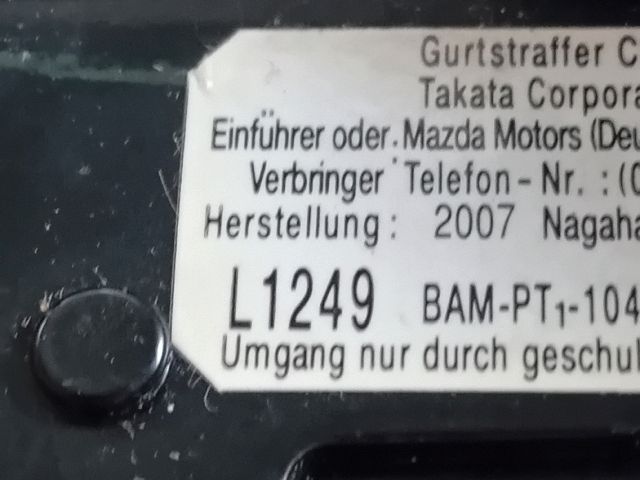 Gurtstraffer C
Takata Corpora
Einführer oder Mazda Motors (Deu
Verbringer Telefon-Nr. : (0
Herstellung : 2007 Nagaha
L1249 BAM-PT1-104
Umgang nur durch geschul